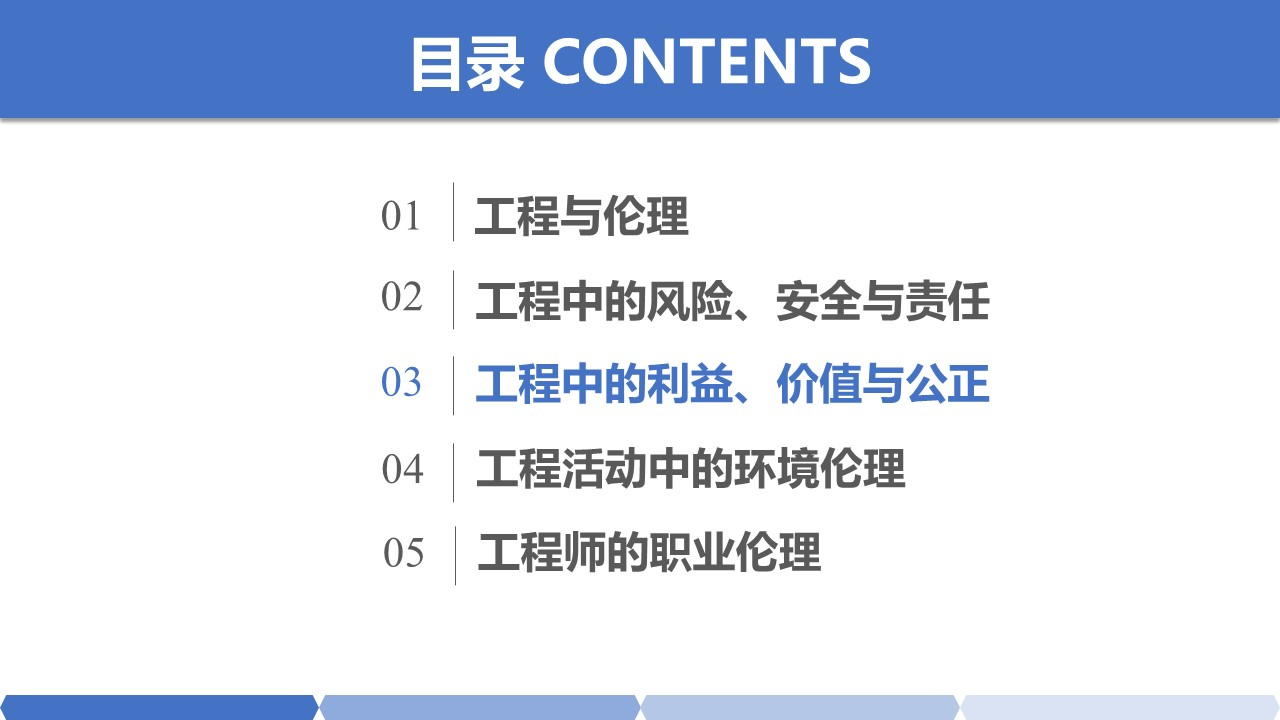 目录 CONTENTS
01 工程与伦理
02 工程中的风险、安全与责任
03 工程中的利益、价值与公正
04 工程活动中的环境伦理
05 工程师的职业伦理